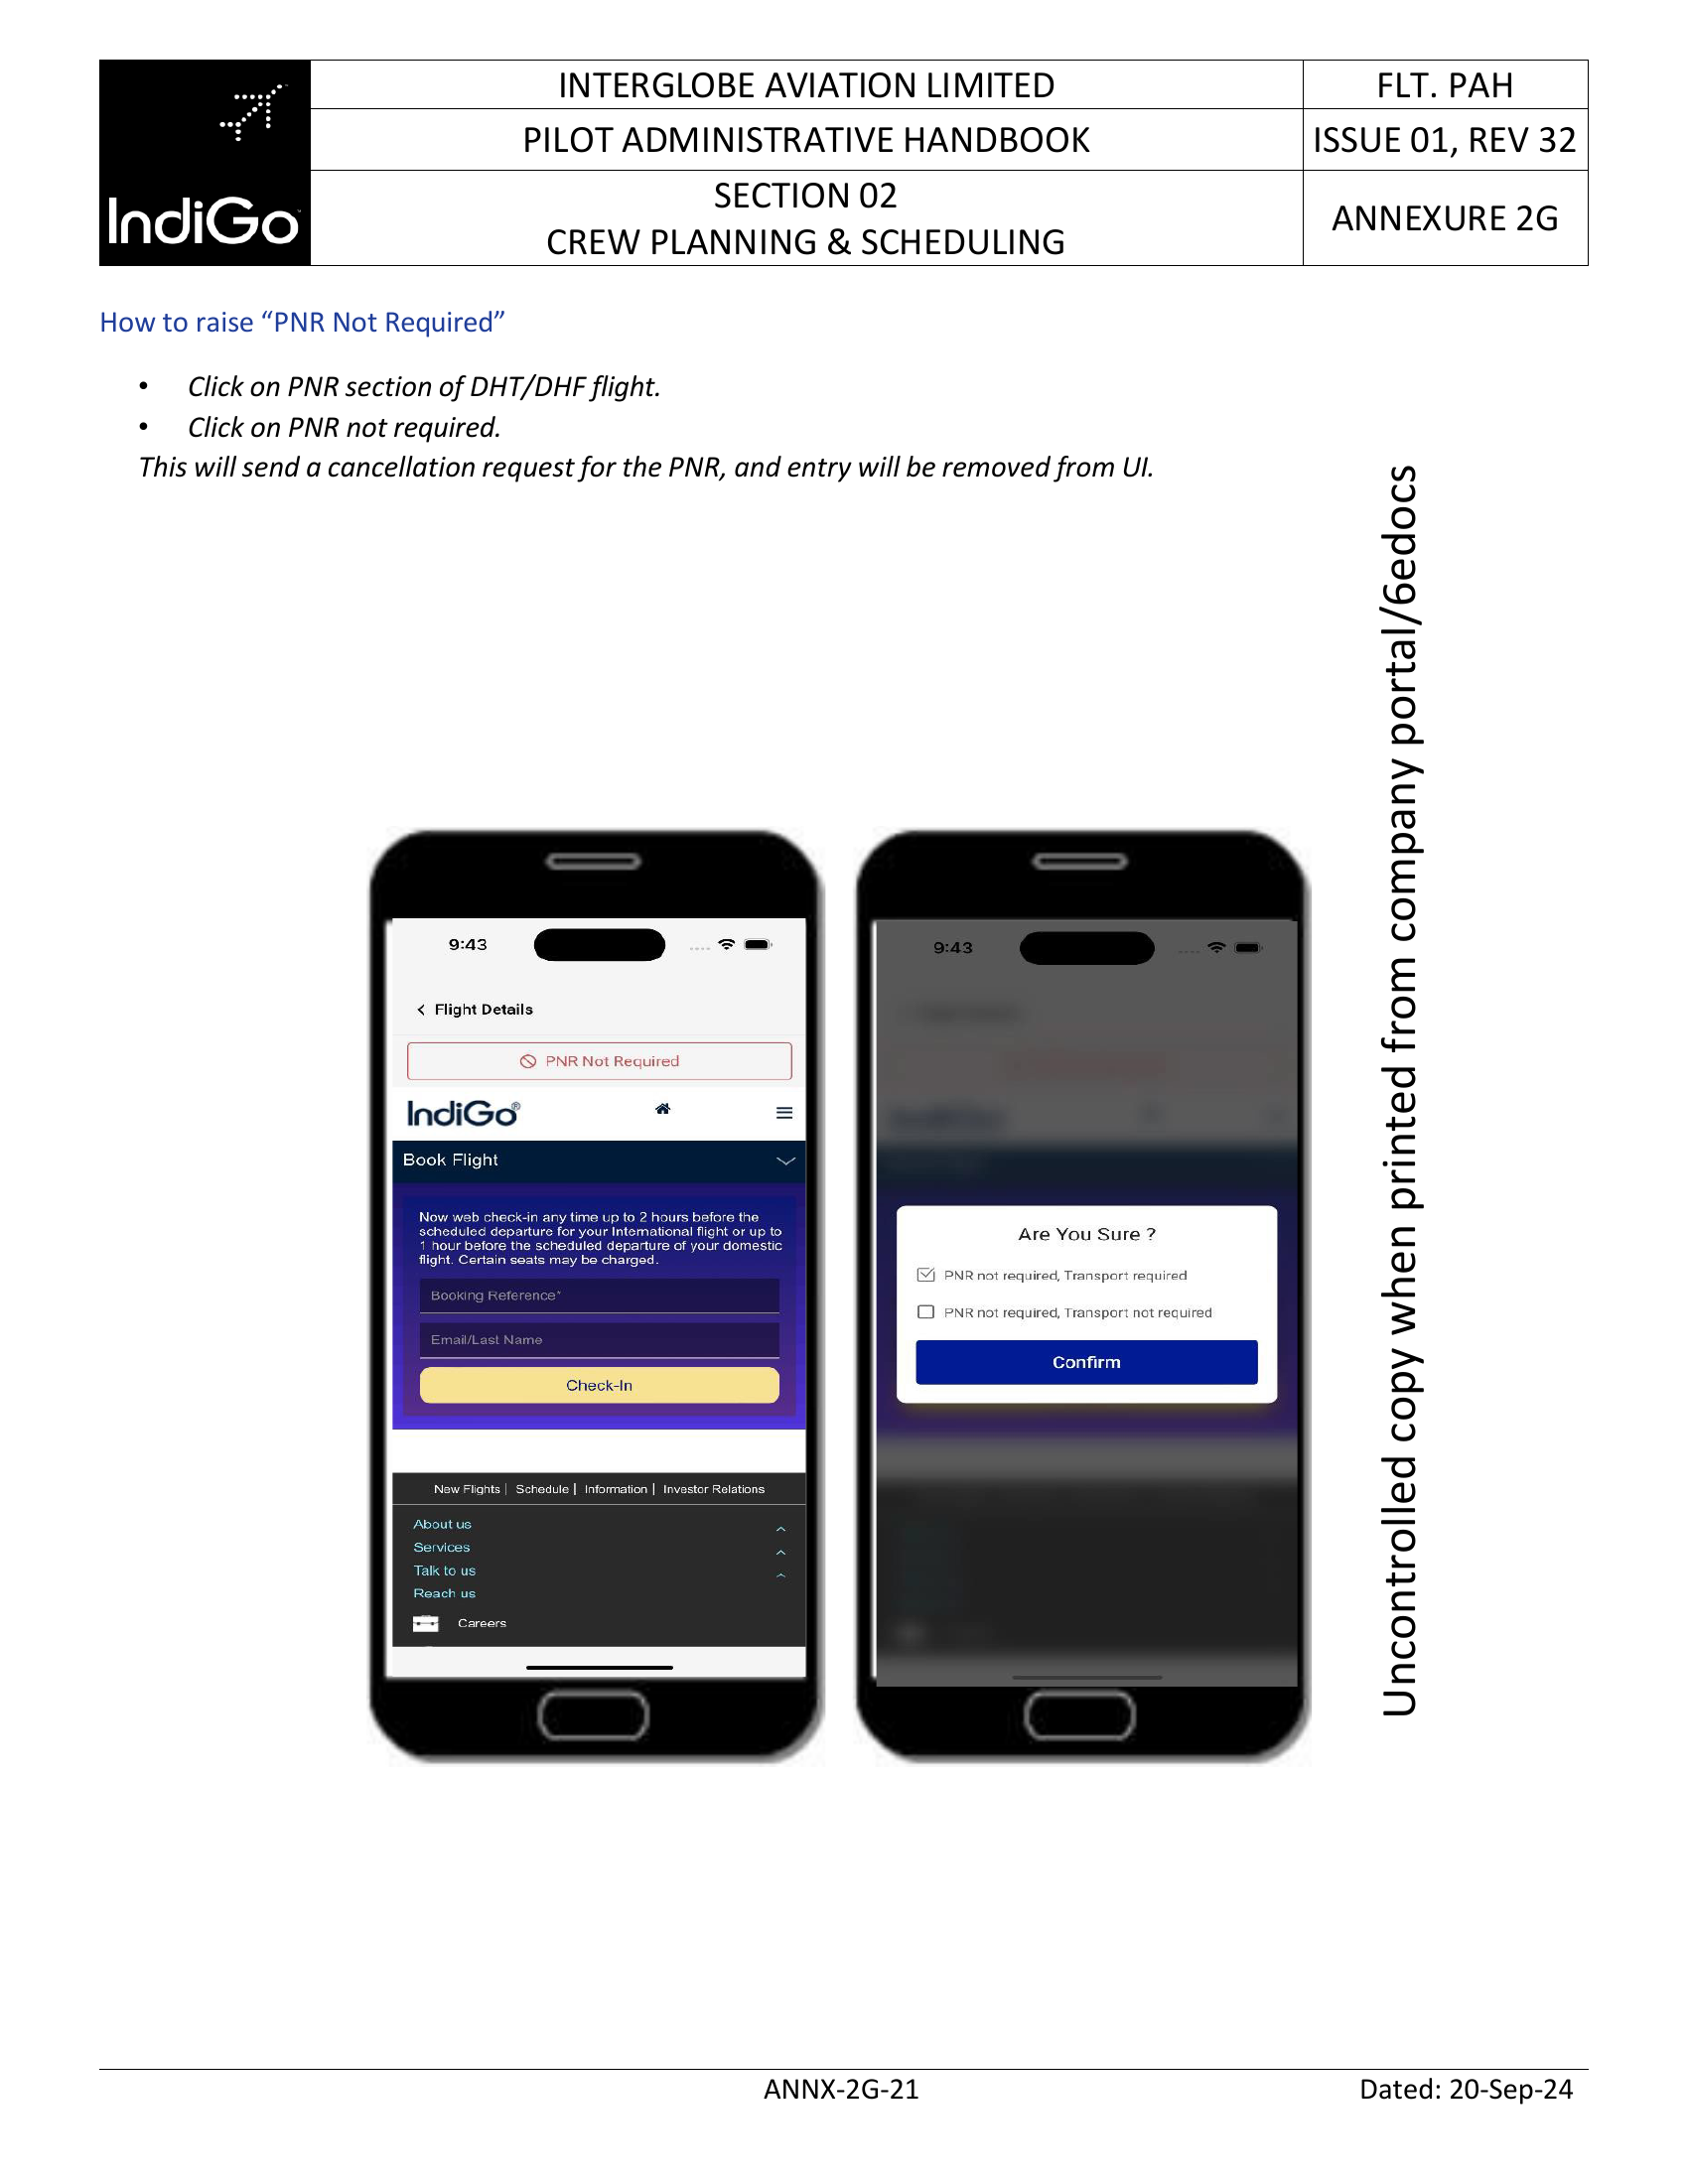 IndiGo
INTERGLOBE AVIATION LIMITED
FLT. PAH
PILOT ADMINISTRATIVE HANDBOOK
ISSUE 01, REV 32
SECTION 02
CREW PLANNING & SCHEDULING
ANNEXURE 2G
How to raise “PNR Not Required”
• Click on PNR section of DHT/DHF flight.
• Click on PNR not required.
This will send a cancellation request for the PNR, and entry will be removed from UI.
9:43
< Flight Details
PNR Not Required
IndiGo®
Book Flight
Now web check-in any time up to 2 hours before the
scheduled departure for your International flight or up to
1 hour before the scheduled departure of your domestic
flight. Certain seats may be charged.
Booking Reference*
Email/Last Name
Check-In
New Flights | Schedule | Information | Investor Relations
About us
Services
Talk to us
Reach us
Careers
9:43
Are You Sure ?
PNR not required, Transport required
PNR not required, Transport not required
Confirm
Uncontrolled copy when printed from company portal/6edocs
ANNX-2G-21
Dated: 20-Sep-24